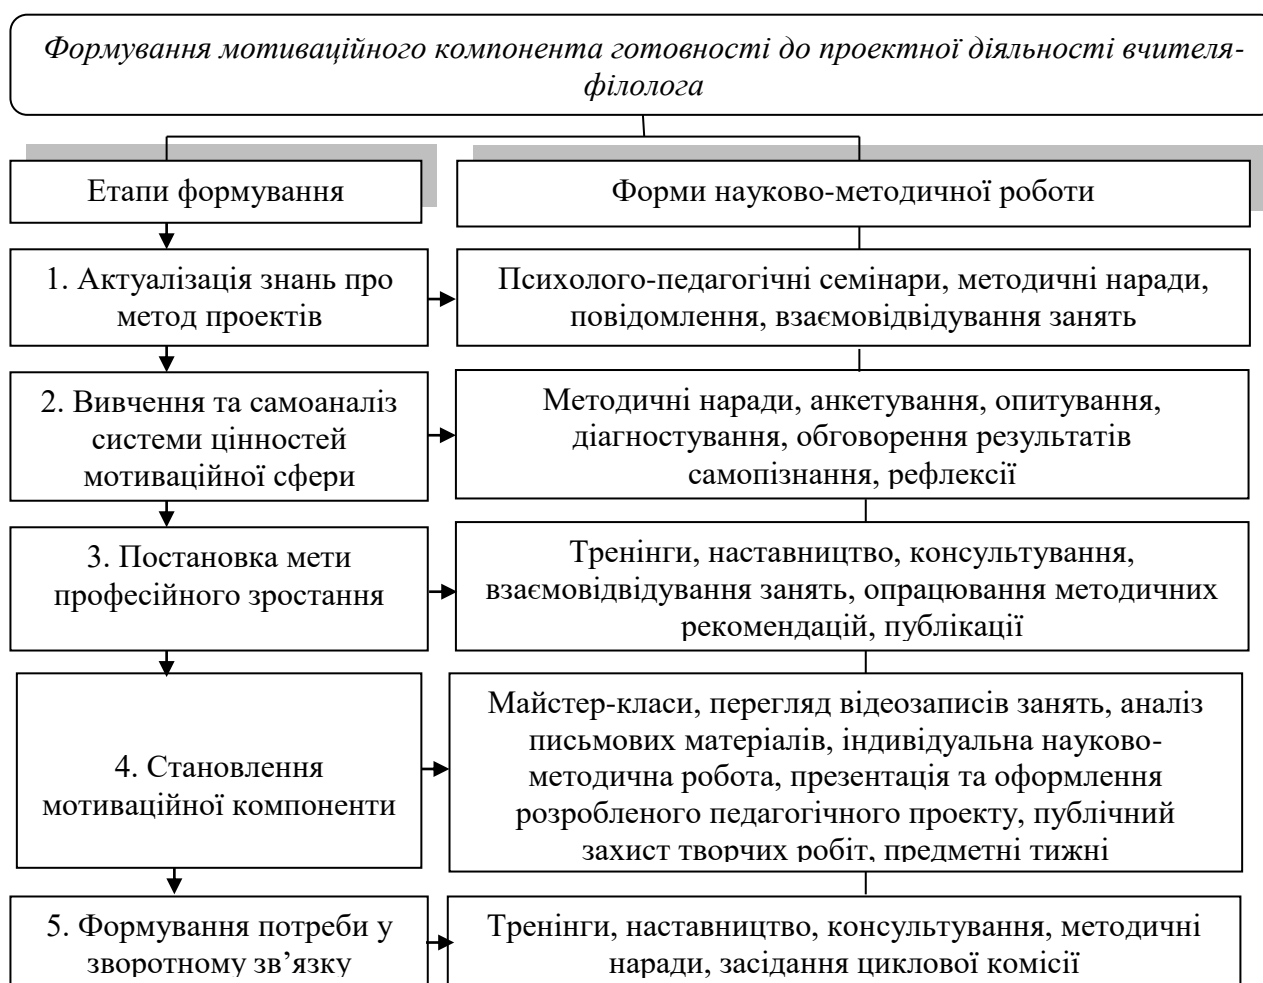 Формування мотиваційного компонента готовності до проектної діяльності вчителя-
філолога
Етапи формування
Форми науково-методичної роботи
1. Актуалізація знань про
метод проектів
Психолого-педагогічні семінари, методичні наради,
повідомлення, взаємовідвідування занять
2. Вивчення та самоаналіз
системи цінностей
мотиваційної сфери
Методичні наради, анкетування, опитування,
діагностування, обговорення результатів
самопізнання, рефлексії
3. Постановка мети
професійного зростання
Тренінги, наставництво, консультування,
взаємовідвідування занять, опрацювання методичних
рекомендацій, публікації
4. Становлення
мотиваційної компоненти
Майстер-класи, перегляд відеозаписів занять, аналіз
письмових матеріалів, індивідуальна науково-
методична робота, презентація та оформлення
розробленого педагогічного проекту, публічний
захист творчих робіт, предметні тижні
5. Формування потреби у
зворотному зв’язку
Тренінги, наставництво, консультування, методичні
наради, засідання циклової комісії